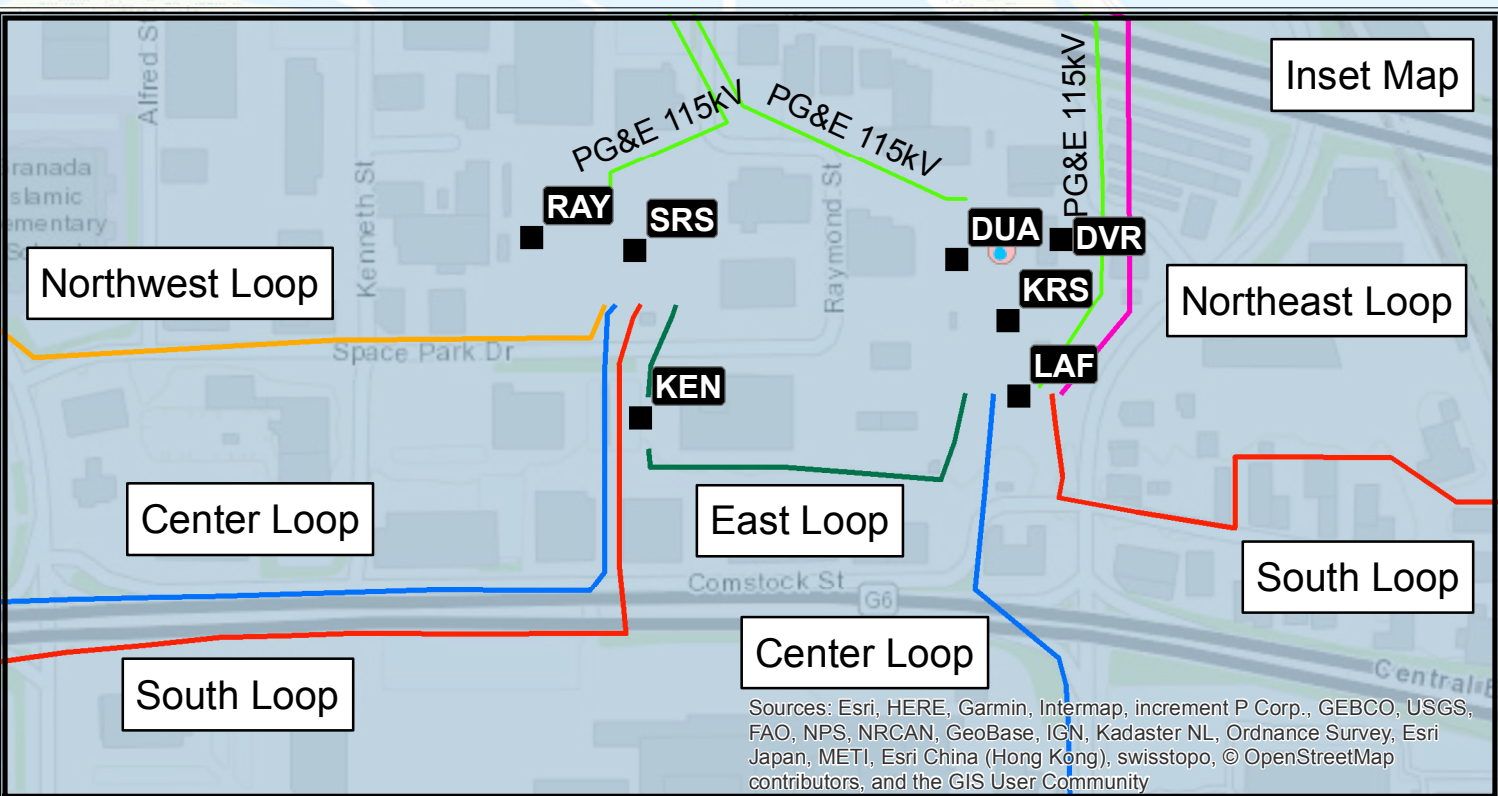 Alfred S
Inset Map
PG&E 115kV
PG&E 115kV
PG&E 115kV
ranada
slamic
ementary
Kenneth St
Raymond St
RAY
SRS
DUA
DVR
KRS
LAF
KEN
Northwest Loop
Northeast Loop
Space Park Dr
Center Loop
East Loop
South Loop
Comstock St
G6
Center Loop
South Loop
Central E
Sources: Esri, HERE, Garmin, Intermap, increment P Corp., GEBCO, USGS,
FAO, NPS, NRCAN, GeoBase, IGN, Kadaster NL, Ordnance Survey, Esri
Japan, METI, Esri China (Hong Kong), swisstopo, © OpenStreetMap
contributors, and the GIS User Community